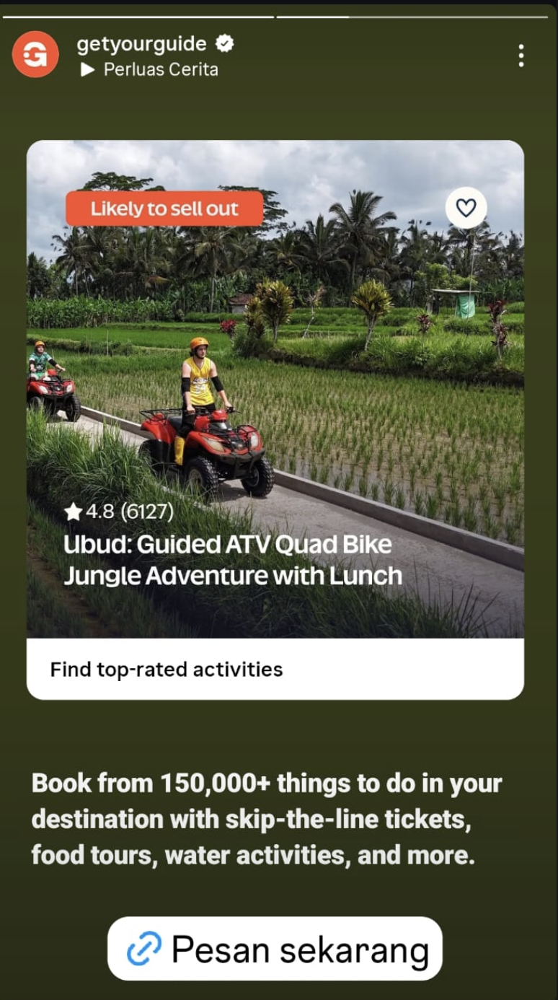 getyourguide
Perluas Cerita
Likely to sell out
4.8 (6127)
Ubud: Guided ATV Quad Bike
Jungle Adventure with Lunch
Find top-rated activities
Book from 150,000+ things to do in your
destination with skip-the-line tickets,
food tours, water activities, and more.
Pesan sekarang